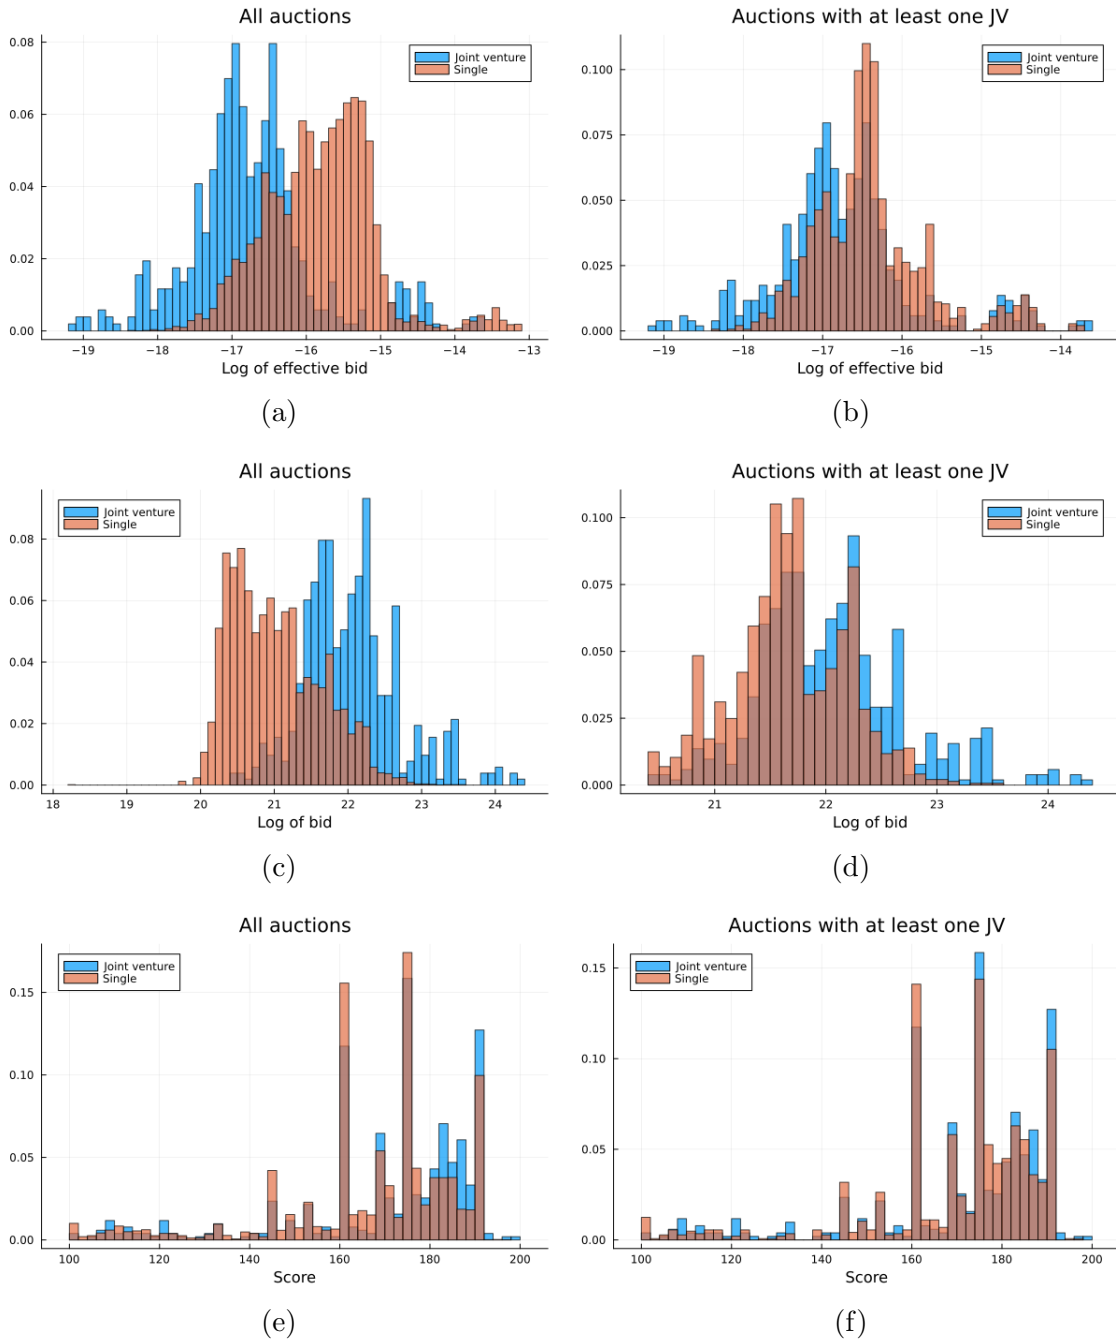 All auctions
Joint venture
Single
0.08
0.06
0.04
0.02
0.00
−19
−18
−17
−16
−15
−14
−13
Log of effective bid
(a)
Auctions with at least one JV
Joint venture
Single
0.100
0.075
0.050
0.025
0.000
−19
−18
−17
−16
−15
−14
Log of effective bid
(b)
All auctions
Joint venture
Single
0.08
0.06
0.04
0.02
0.00
18
19
20
21
22
23
24
Log of bid
(c)
Auctions with at least one JV
Joint venture
Single
0.100
0.075
0.050
0.025
0.000
21
22
23
24
Log of bid
(d)
All auctions
Joint venture
Single
0.15
0.10
0.05
0.00
100
120
140
160
180
200
Score
(e)
Auctions with at least one JV
Joint venture
Single
0.15
0.10
0.05
0.00
100
120
140
160
180
200
Score
(f)